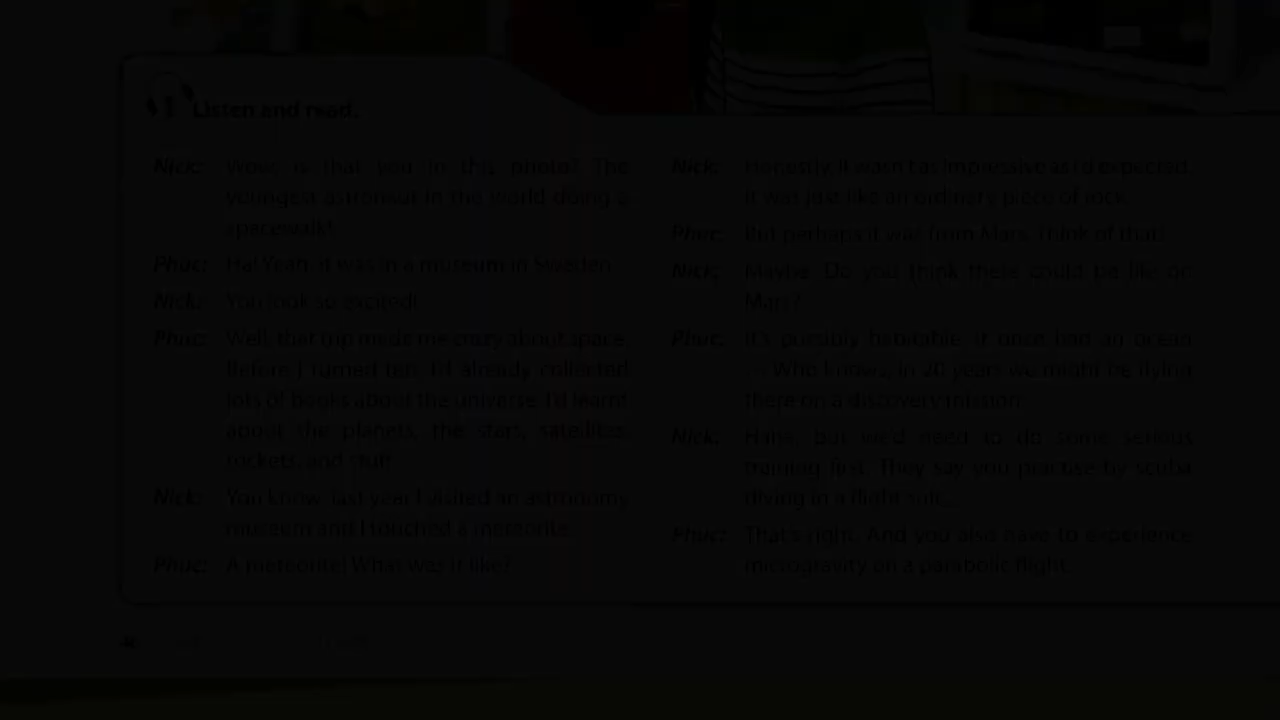 Listen and read.
Nick: Wow, is that you in this photo? The
youngest astronaut in the world doing a
spacewalk!
Phuc: Ha! Yeah, it was in a museum in Sweden.
Nick: You look so excited!
Phuc: Well, that trip made me crazy about space.
Before I turned ten, I'd already collected
lots of books about the universe. I'd learnt
about the planets, the stars, satellites,
rockets, and stuff.
Nick: You know, last year I visited an astronomy
museum and I touched a meteorite.
Phuc: A meteorite! What was it like?
Nick: Honestly, it wasn't as impressive as I'd expected.
It was just like an ordinary piece of rock.
Phuc: But perhaps it was from Mars. Think of that!
Nick: Maybe. Do you think there could be life on
Mars?
Phuc: It's possibly habitable. It once had an ocean
... Who knows, in 20 years we might be flying
there on a discovery mission.
Nick: Haha, but we'd need to do some serious
training first. They say you practise by scuba
diving in a flight suit...
Phuc: That's right. And you also have to experience
microgravity on a parabolic flight.